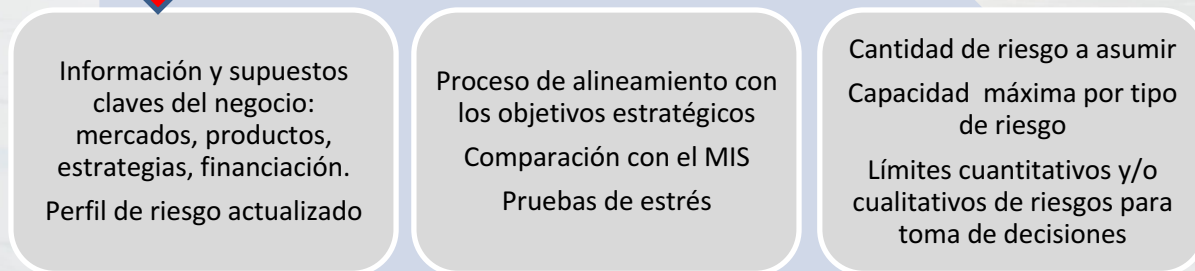 Información y supuestos
claves del negocio:
mercados, productos,
estrategias, financiación.
Perfil de riesgo actualizado
Proceso de alineamiento con
los objetivos estratégicos
Comparación con el MIS
Pruebas de estrés
Cantidad de riesgo a asumir
Capacidad máxima por tipo
de riesgo
Límites cuantitativos y/o
cualitativos de riesgos para
toma de decisiones